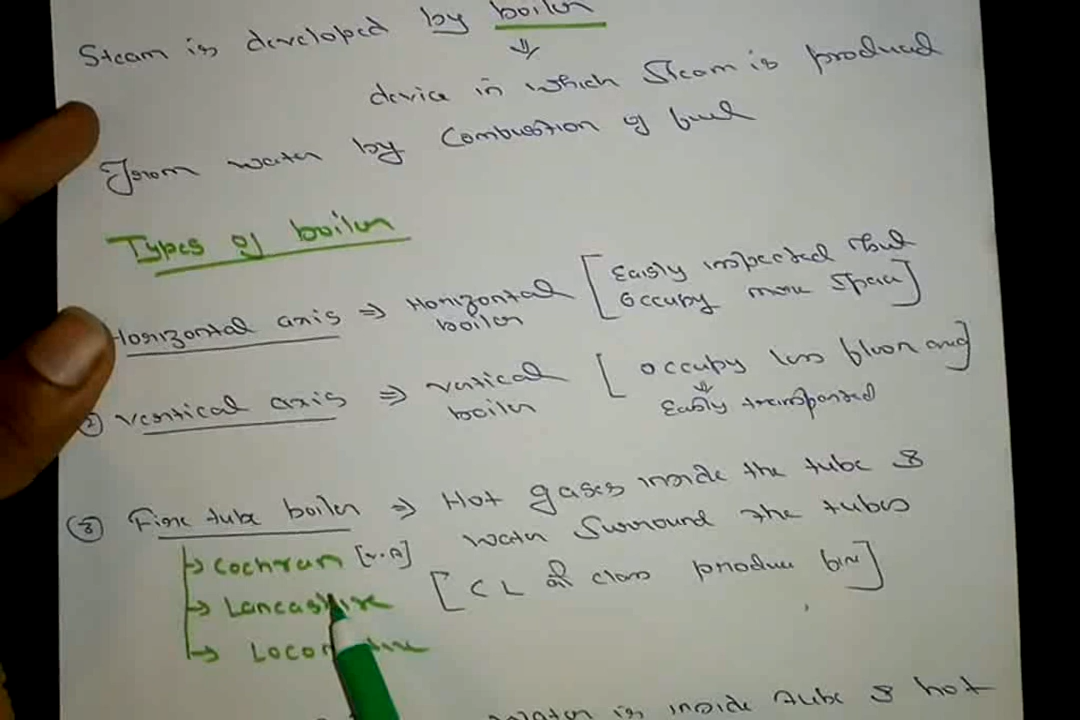 Steam is developed by boiler
⇓
device in which Steam is produced
From water by Combustion of fuel
Types of boiler
Horizontal axis ⇒ Horizontal boiler [Easily inspected but occupy more space]
② vertical axis ⇒ vertical boiler [occupy less floor area
⇓
Easily transported]
③ Fire tube boiler ⇒ Hot gases inside the tube &
water surround the tubes
→ Cochran [V.A]
→ Lancashire [C L की class produce
→ Loco
water is inside tube & hot